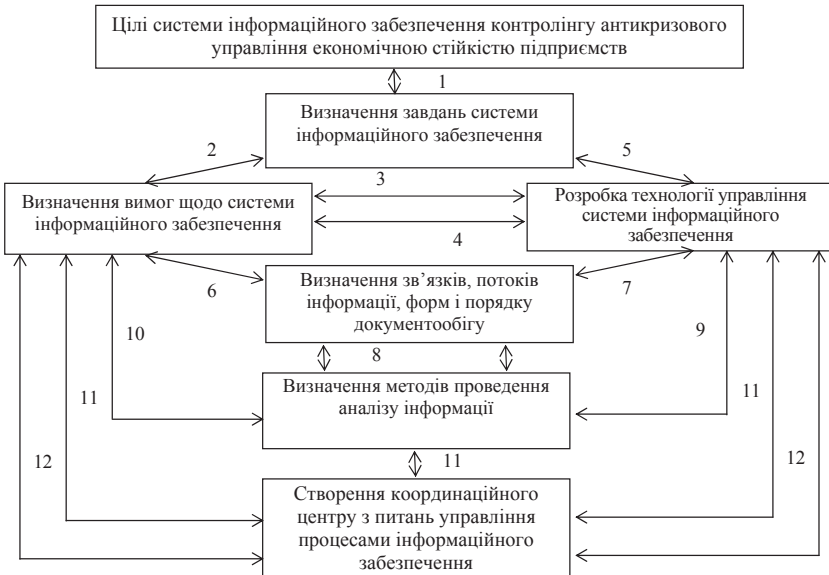 Цілі системи інформаційного забезпечення контролінгу антикризового
управління економічною стійкістю підприємств
1
Визначення завдань системи
інформаційного забезпечення
2
5
3
Визначення вимог щодо системи
інформаційного забезпечення
Розробка технології управління
системи інформаційного
забезпечення
4
6
Визначення зв’язків, потоків
інформації, форм і порядку
документообігу
7
10
8
9
Визначення методів проведення
аналізу інформації
11
11
12
11
12
Створення координаційного
центру з питань управління
процесами інформаційного
забезпечення